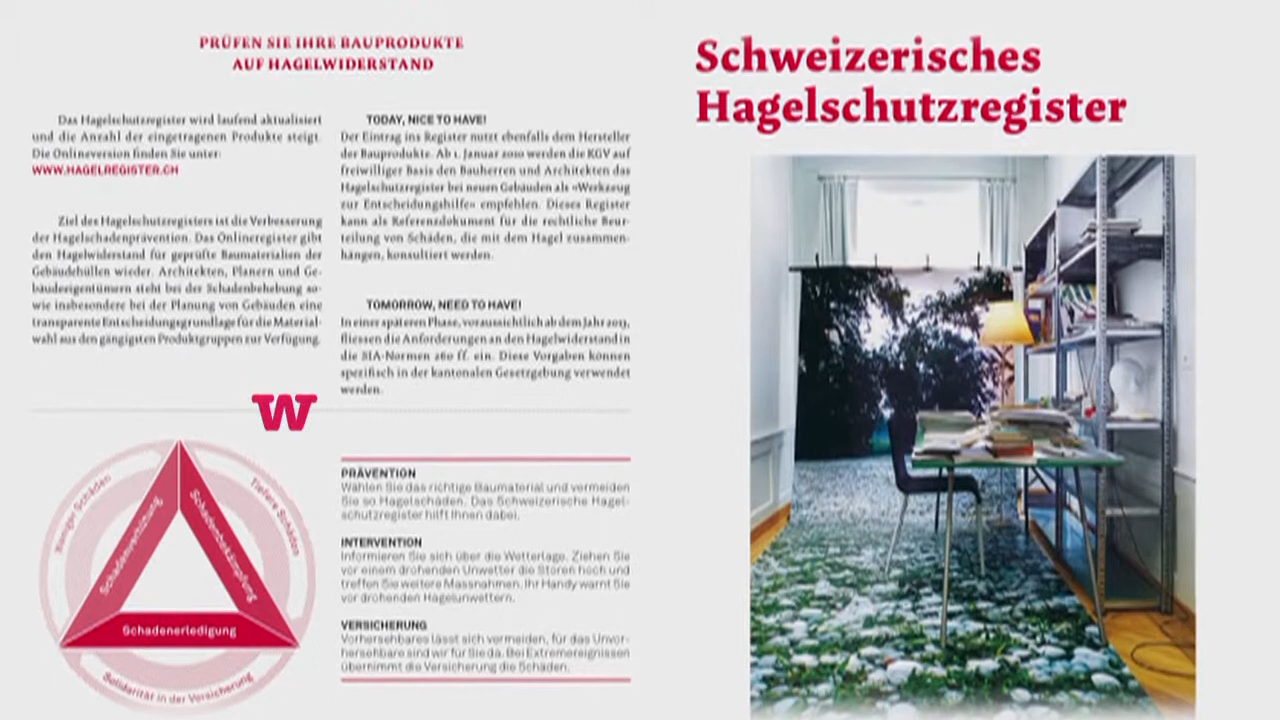 PRÜFEN SIE IHRE BAUPRODUKTE
AUF HAGELWIDERSTAND
Das Hagelschutzregister wird laufend aktualisiert
und die Anzahl der eingetragenen Produkte steigt.
Die Onlineversion finden Sie unter:
WWW.HAGELREGISTER.CH
Ziel des Hagelschutzregisters ist die Verbesserung
der Hagelschadenprävention. Das Onlineregister gibt
den Hagelwiderstand für geprüfte Baumaterialien der
Gebäudehüllen wieder. Architekten, Planern und Ge-
bäudeeigentümern steht bei der Schadenbehebung so-
wie insbesondere bei der Planung von Gebäuden eine
transparente Entscheidungsgrundlage für die Material-
wahl aus den gängigsten Produktgruppen zur Verfügung.
TODAY, NICE TO HAVE!
Der Eintrag ins Register nutzt ebenfalls dem Hersteller
der Bauprodukte. Ab 1. Januar 2010 werden die KGV auf
freiwilliger Basis den Bauherren und Architekten das
Hagelschutzregister bei neuen Gebäuden als «Werkzeug
zur Entscheidungshilfe» empfehlen. Dieses Register
kann als Referenzdokument für die rechtliche Beur-
teilung von Schäden, die mit dem Hagel zusammen-
hängen, konsultiert werden.
TOMORROW, NEED TO HAVE!
In einer späteren Phase, voraussichtlich ab dem Jahr 2013,
fliessen die Anforderungen an den Hagelwiderstand in
die SIA-Normen 260 ff. ein. Diese Vorgaben können
spezifisch in der kantonalen Gesetzgebung verwendet
werden.
W
Weniger Schäden
Tiefere Schäden
Schadenverhütung
Schadenbekämpfung
Schadenerledigung
Solidarität in der Versicherung
PRÄVENTION
Wählen Sie das richtige Baumaterial und vermeiden
Sie so Hagelschäden. Das Schweizerische Hagel-
schutzregister hilft Ihnen dabei.
INTERVENTION
Informieren Sie sich über die Wetterlage. Ziehen Sie
vor einem drohenden Unwetter die Storen hoch und
treffen Sie weitere Massnahmen. Ihr Handy warnt Sie
vor drohenden Hagelunwettern.
VERSICHERUNG
Vorhersehbares lässt sich vermeiden, für das Unvor-
hersehbare sind wir für Sie da. Bei Extremereignissen
übernimmt die Versicherung die Schäden.
Schweizerisches
Hagelschutzregister